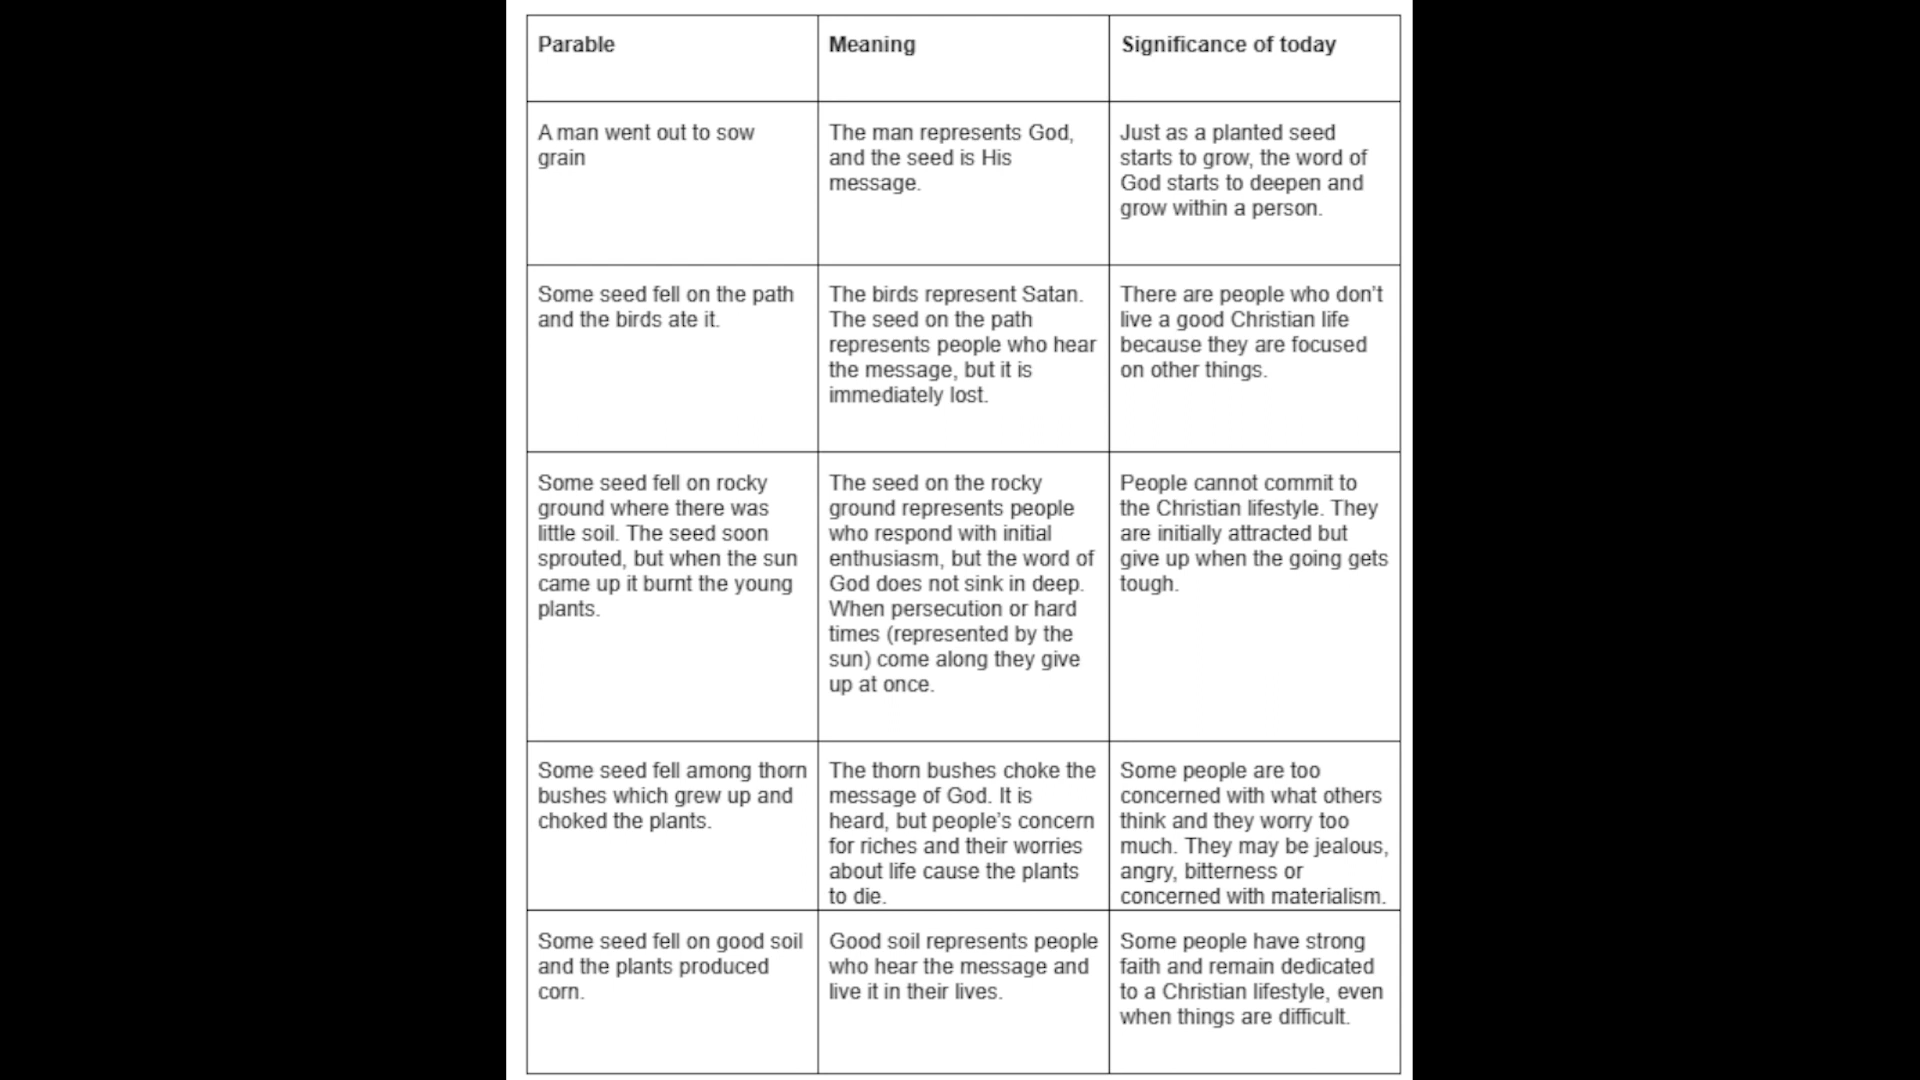 Parable
Meaning
Significance of today
A man went out to sow
grain
The man represents God,
and the seed is His
message.
Just as a planted seed
starts to grow, the word of
God starts to deepen and
grow within a person.
Some seed fell on the path
and the birds ate it.
The birds represent Satan.
The seed on the path
represents people who hear
the message, but it is
immediately lost.
There are people who don't
live a good Christian life
because they are focused
on other things.
Some seed fell on rocky
ground where there was
little soil. The seed soon
sprouted, but when the sun
came up it burnt the young
plants.
The seed on the rocky
ground represents people
who respond with initial
enthusiasm, but the word of
God does not sink in deep.
When persecution or hard
times (represented by the
sun) come along they give
up at once.
People cannot commit to
the Christian lifestyle. They
are initially attracted but
give up when the going gets
tough.
Some seed fell among thorn
bushes which grew up and
choked the plants.
The thorn bushes choke the
message of God. It is
heard, but people's concern
for riches and their worries
about life cause the plants
to die.
Some people are too
concerned with what others
think and they worry too
much. They may be jealous,
angry, bitterness or
concerned with materialism.
Some seed fell on good soil
and the plants produced
corn.
Good soil represents people
who hear the message and
live it in their lives.
Some people have strong
faith and remain dedicated
to a Christian lifestyle, even
when things are difficult.